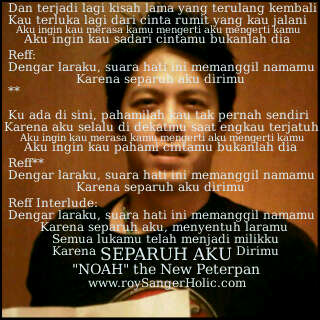 Dan terjadi lagi kisah lama yang terulang kembali
Kau terluka lagi dari cinta rumit yang kau jalani
Aku ingin kau merasa kamu mengerti aku mengerti kamu
Aku ingin kau sadari cintamu bukanlah dia
Reff:
Dengar laraku, suara hati ini memanggil namamu
Karena separuh aku dirimu
**
Ku ada di sini, pahamilah kau tak pernah sendiri
Karena aku selalu di dekatmu saat engkau terjatuh
Aku ingin kau merasa kamu mengerti aku mengerti kamu
Aku ingin kau pahami cintamu bukanlah dia
Reff**
Dengar laraku, suara hati ini memanggil namamu
Karena separuh aku dirimu
Reff Interlude:
Dengar laraku, suara hati ini memanggil namamu
Karena separuh aku, menyentuh laramu
Semua lukamu telah menjadi milikku
Karena SEPARUH AKU Dirimu
"NOAH" the New Peterpan
www.roySangerHolic.com